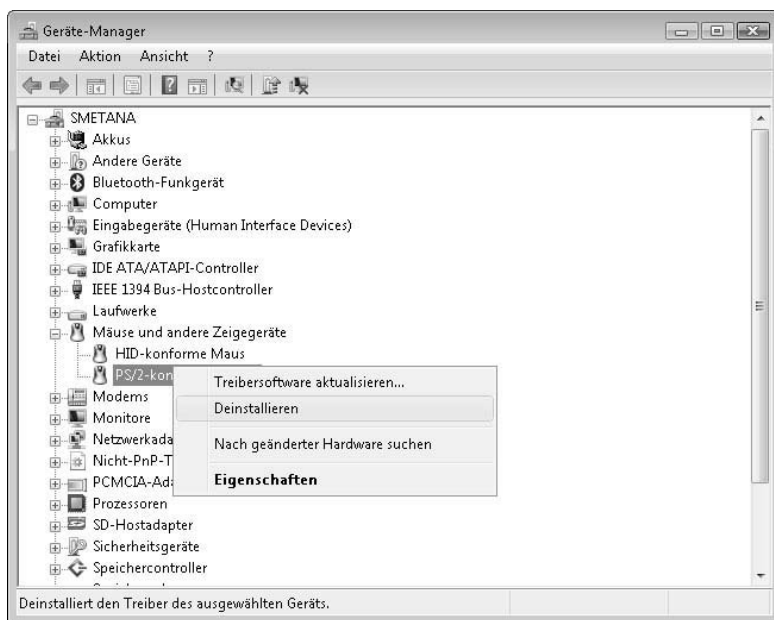 Geräte-Manager
Datei Aktion Ansicht ?
SMETANA
Akkus
Andere Geräte
Bluetooth-Funkgerät
Computer
Eingabegeräte (Human Interface Devices)
Grafikkarte
IDE ATA/ATAPI-Controller
IEEE 1394 Bus-Hostcontroller
Laufwerke
Mäuse und andere Zeigegeräte
HID-konforme Maus
PS/2-kon
Treibersoftware aktualisieren...
Deinstallieren
Nach geänderter Hardware suchen
Eigenschaften
Modems
Monitore
Netzwerkada
Nicht-PnP-T
PCMCIA-Ada
Prozessoren
SD-Hostadapter
Sicherheitsgeräte
Speichercontroller
Deinstalliert den Treiber des ausgewählten Geräts.